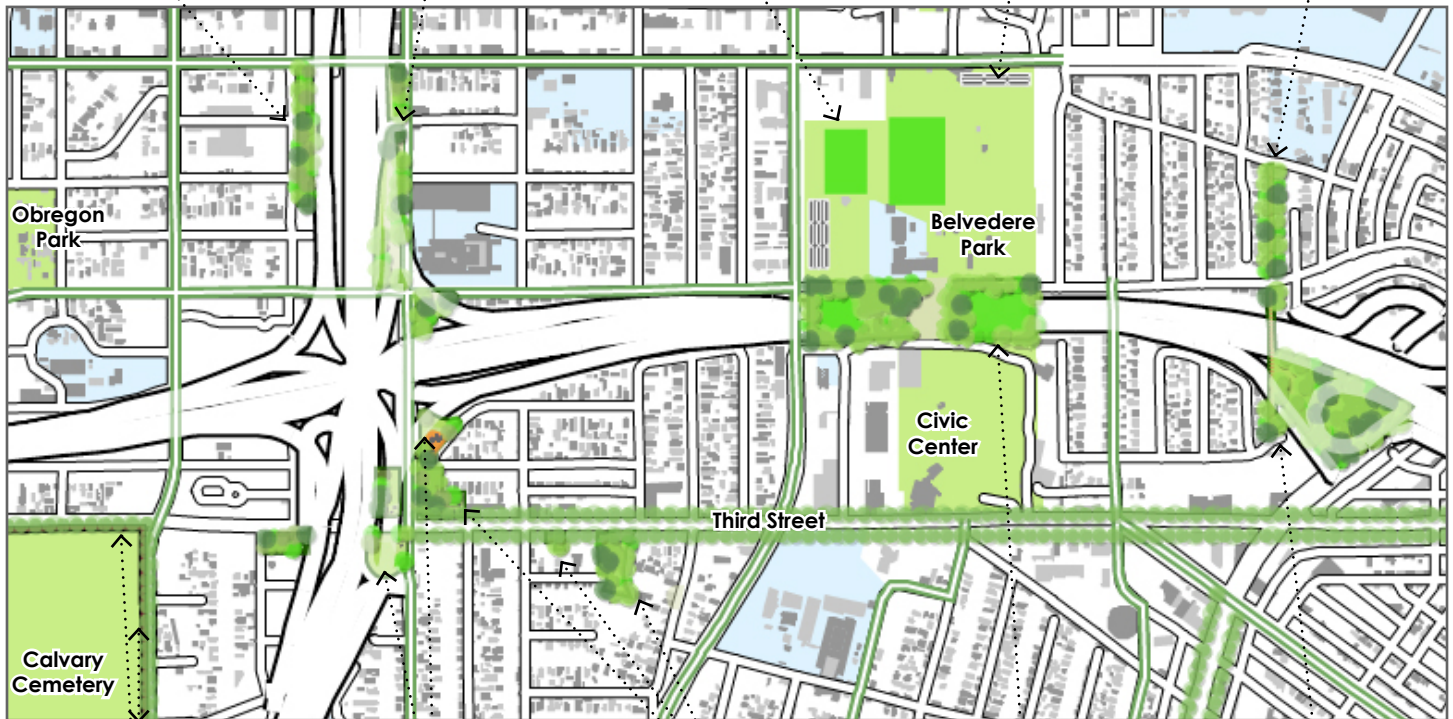 Obregon
Park
Belvedere
Park
Civic
Center
Third Street
Calvary
Cemetery